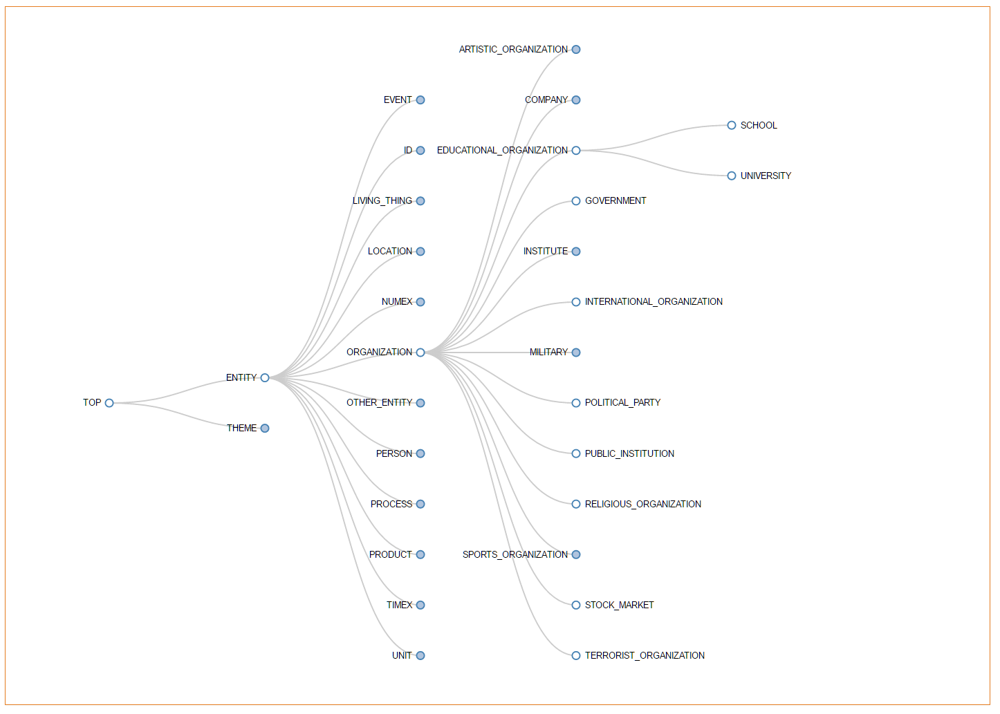 ARTISTIC_ORGANIZATION
EVENT
COMPANY
SCHOOL
ID
EDUCATIONAL_ORGANIZATION
UNIVERSITY
LIVING_THING
GOVERNMENT
LOCATION
INSTITUTE
NUMEX
INTERNATIONAL_ORGANIZATION
ORGANIZATION
MILITARY
ENTITY
TOP
OTHER_ENTITY
POLITICAL_PARTY
THEME
PERSON
PUBLIC_INSTITUTION
PROCESS
RELIGIOUS_ORGANIZATION
PRODUCT
SPORTS_ORGANIZATION
TIMEX
STOCK_MARKET
UNIT
TERRORIST_ORGANIZATION